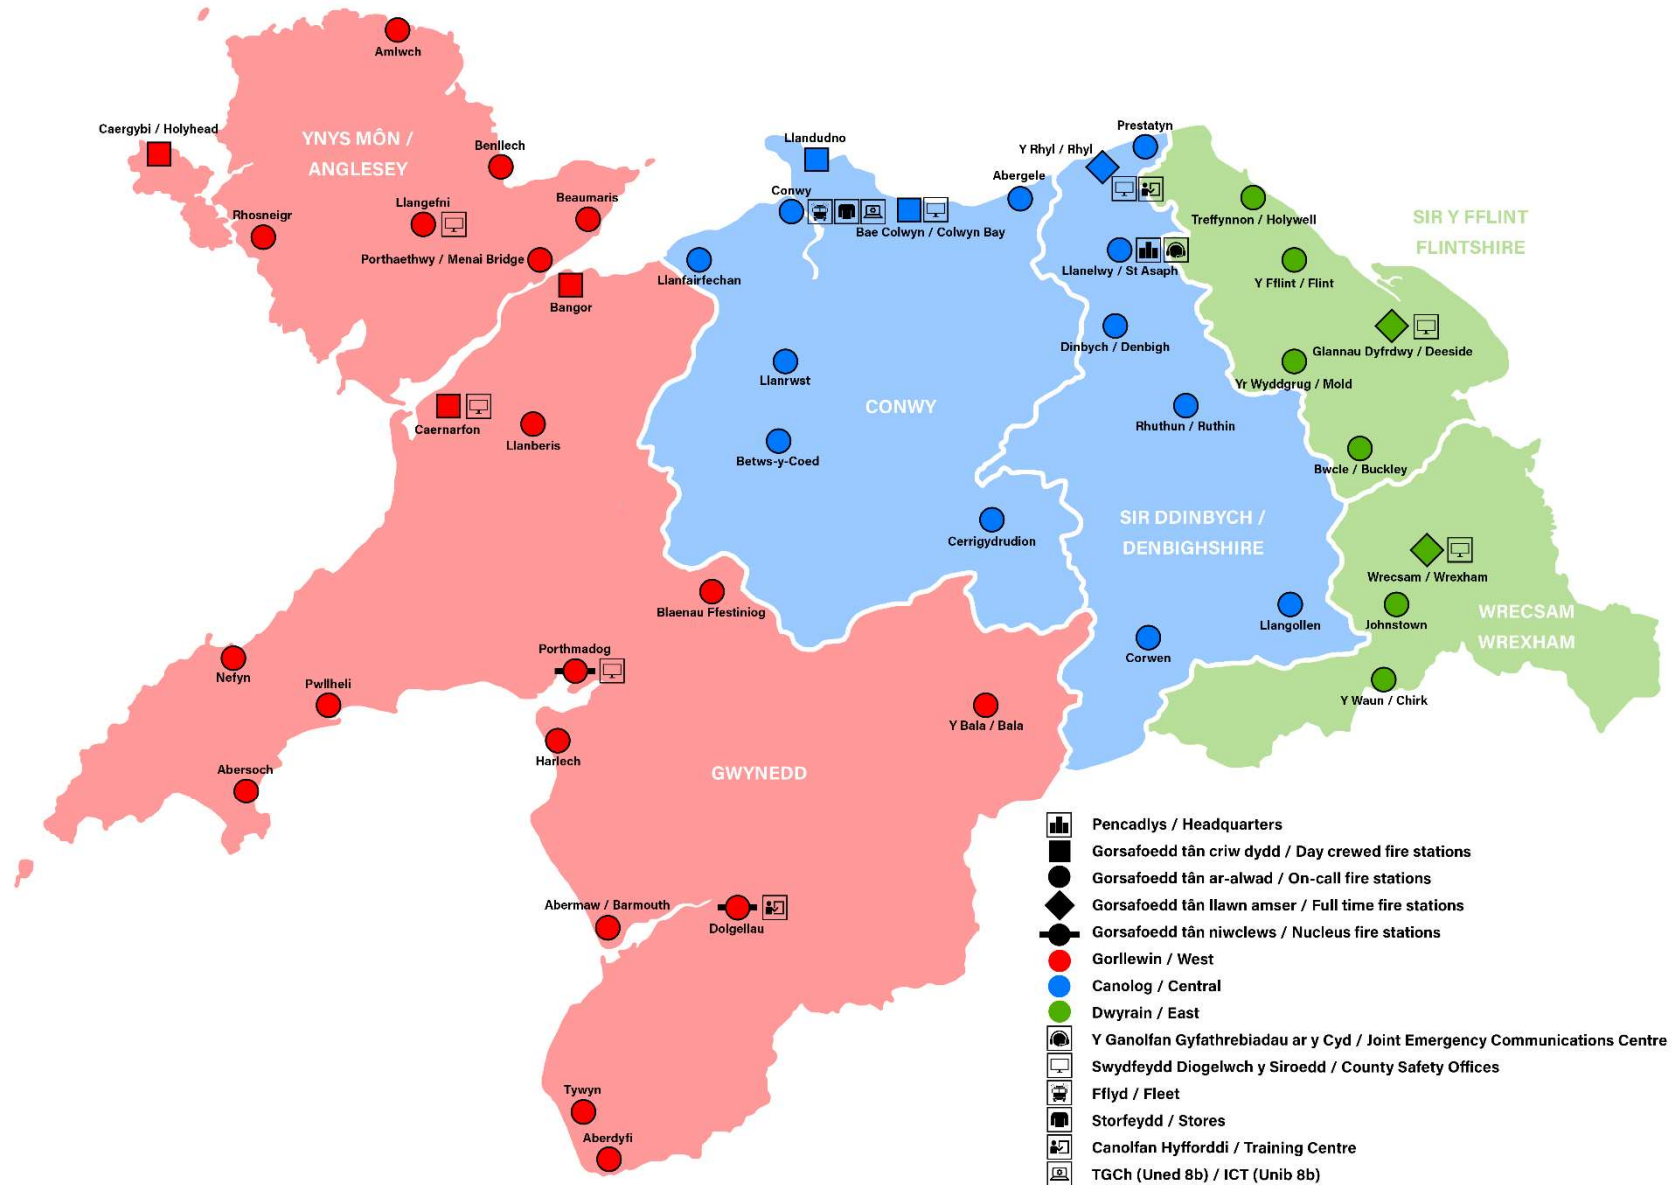 Amlwch
Caergybi / Holyhead
YNYS MÔN /
ANGLESEY
Benllech
Beaumaris
Llangefni
Rhosneigr
Porthaethwy / Menai Bridge
Bangor
Caernarfon
Llanberis
Llandudno
Conwy
Bae Colwyn / Colwyn Bay
Abergele
Llanfairfechan
Llanrwst
Betws-y-Coed
CONWY
Cerrigydrudion
Prestatyn
Y Rhyl / Rhyl
Llanelwy / St Asaph
Dinbych / Denbigh
Rhuthun / Ruthin
SIR DDINBYCH /
DENBIGHSHIRE
Llangollen
Corwen
Treffynnon / Holywell
SIR Y FFLINT
FLINTSHIRE
Y Fflint / Flint
Glannau Dyfrdwy / Deeside
Yr Wyddgrug / Mold
Bwcle / Buckley
Wrecsam / Wrexham
Johnstown
WRECSAM
WREXHAM
Y Waun / Chirk
Blaenau Ffestiniog
Porthmadog
Nefyn
Pwllheli
Harlech
Y Bala / Bala
Abersoch
GWYNEDD
Abermaw / Barmouth
Dolgellau
Tywyn
Aberdyfi
Pencadlys / Headquarters
Gorsafoedd tân criw dydd / Day crewed fire stations
Gorsafoedd tân ar-alwad / On-call fire stations
Gorsafoedd tân llawn amser / Full time fire stations
Gorsafoedd tân niwclews / Nucleus fire stations
Gorllewin / West
Canolog / Central
Dwyrain / East
Y Ganolfan Gyfathrebiadau ar y Cyd / Joint Emergency Communications Centre
Swydfeydd Diogelwch y Siroedd / County Safety Offices
Fflyd / Fleet
Storfeydd / Stores
Canolfan Hyfforddi / Training Centre
TGCh (Uned 8b) / ICT (Unib 8b)